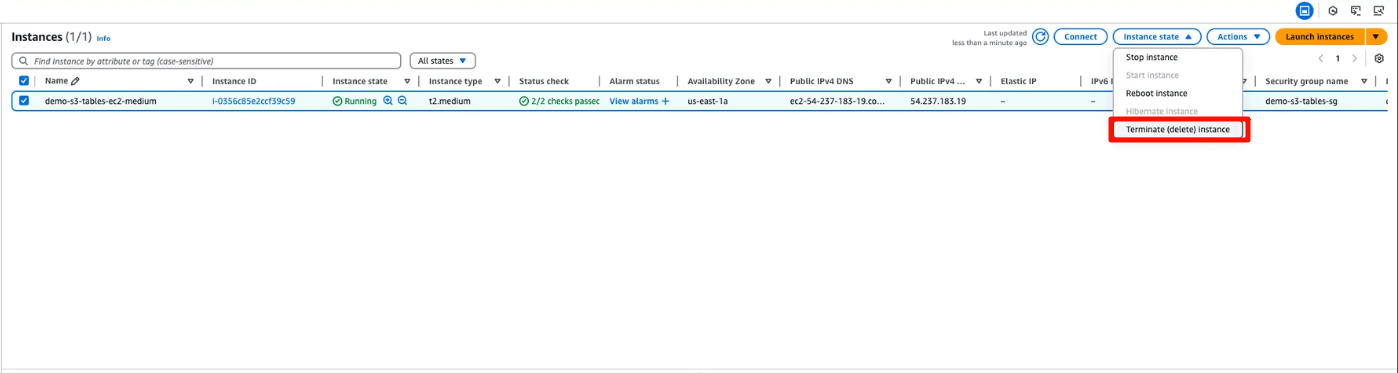 Instances (1/1) Info
Last updated
less than a minute ago
Connect
Instance state
Actions
Launch instances
Find Instance by attribute or tag (case-sensitive)
All states
1
Stop instance
Start instance
Reboot instance
Hibernate instance
Terminate (delete) instance
Name Instance ID Instance state Instance type Status check Alarm status Availability Zone Public IPv4 DNS Public IPv4 ... Elastic IP IPv6 Security group name
demo-s3-tables-ec2-medium i-0356c85e2ccf39c59 Running t2.medium 2/2 checks passec View alarms + us-east-1a ec2-54-237-183-19.co... 54.237.183.19 – – demo-s3-tables-sg